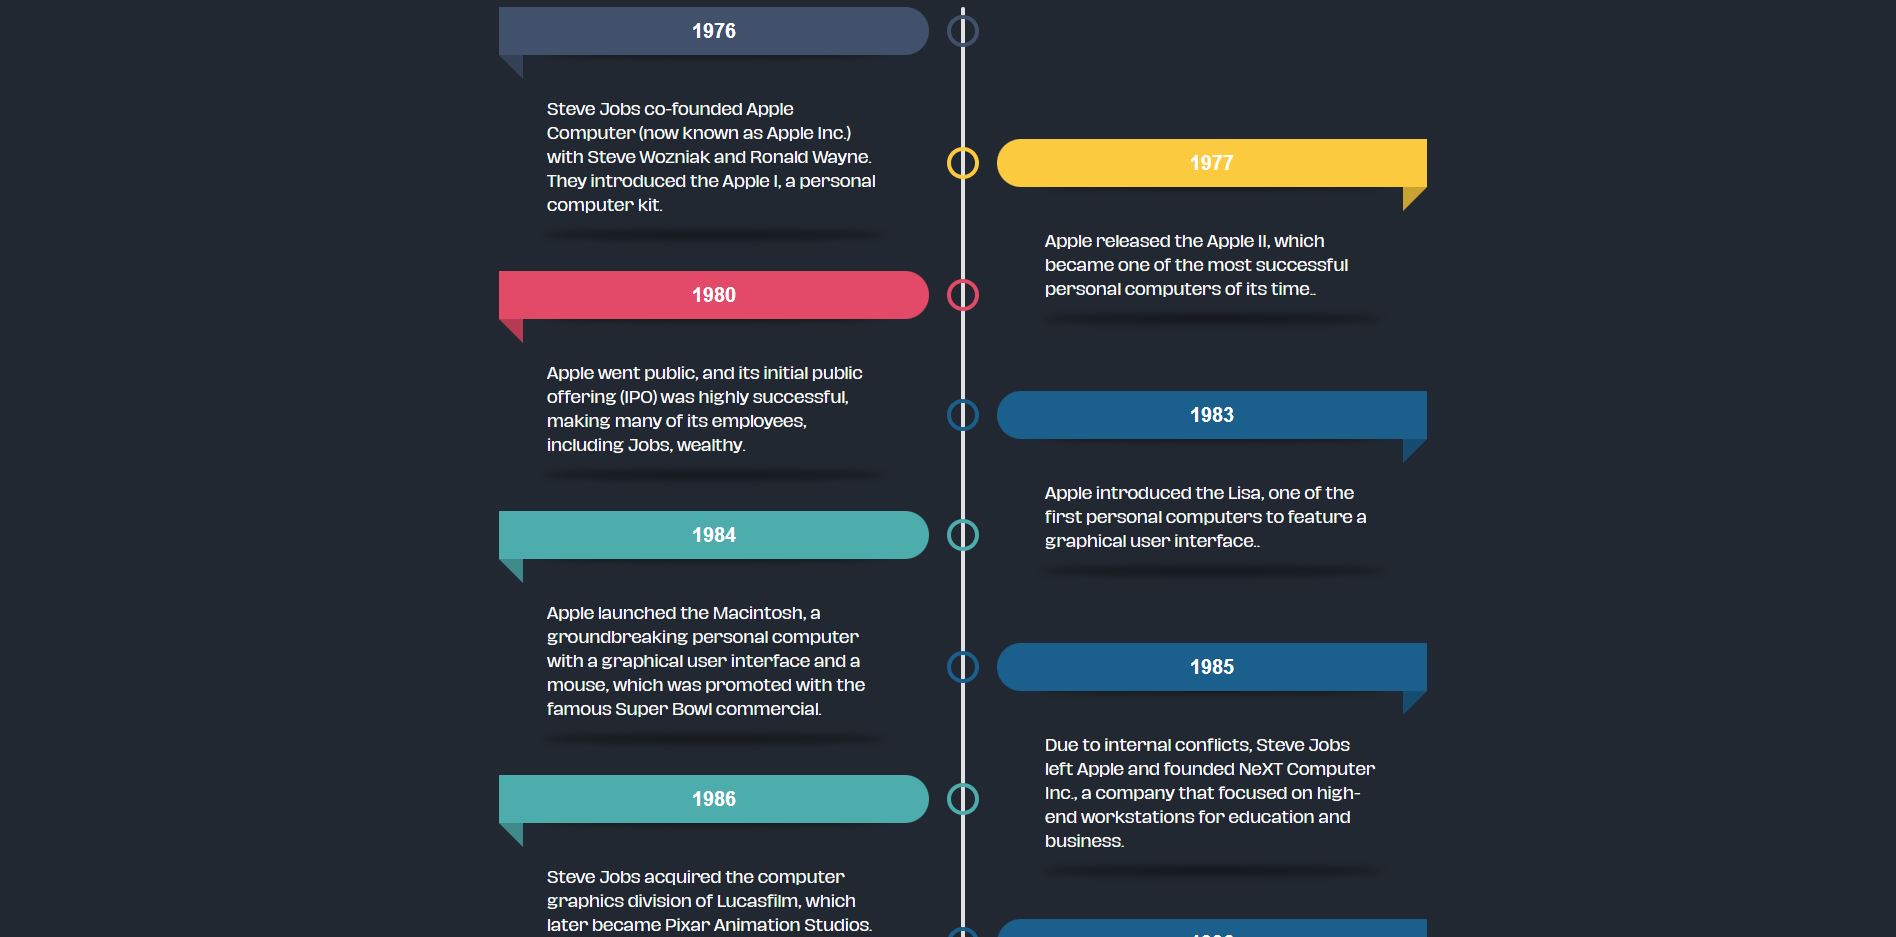 1976
Steve Jobs co-founded Apple
Computer (now known as Apple Inc.)
with Steve Wozniak and Ronald Wayne.
They introduced the Apple I, a personal
computer kit.
1977
Apple released the Apple II, which
became one of the most successful
personal computers of its time..
1980
Apple went public, and its initial public
offering (IPO) was highly successful,
making many of its employees,
including Jobs, wealthy.
1983
Apple introduced the Lisa, one of the
first personal computers to feature a
graphical user interface..
1984
Apple launched the Macintosh, a
groundbreaking personal computer
with a graphical user interface and a
mouse, which was promoted with the
famous Super Bowl commercial.
1985
Due to internal conflicts, Steve Jobs
left Apple and founded NeXT Computer
Inc., a company that focused on high-
end workstations for education and
business.
1986
Steve Jobs acquired the computer
graphics division of Lucasfilm, which
later became Pixar Animation Studios.